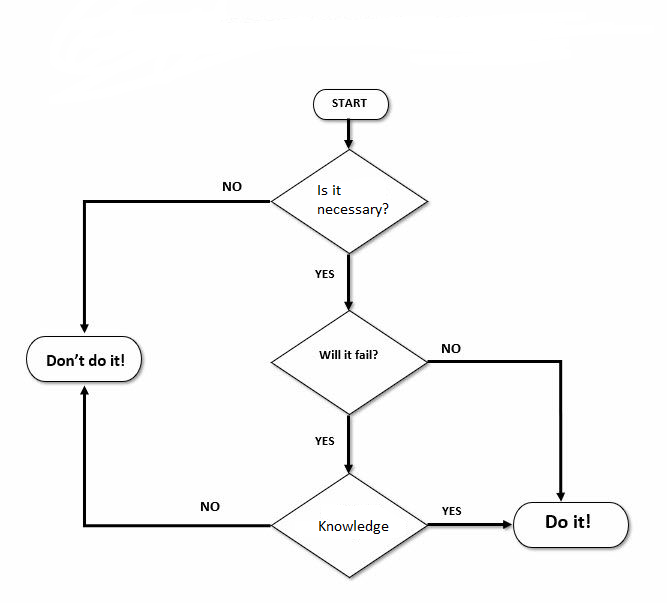 START
NO
Is it
necessary?
YES
Don't do it!
Will it fail?
NO
YES
NO
Knowledge
YES
Do it!